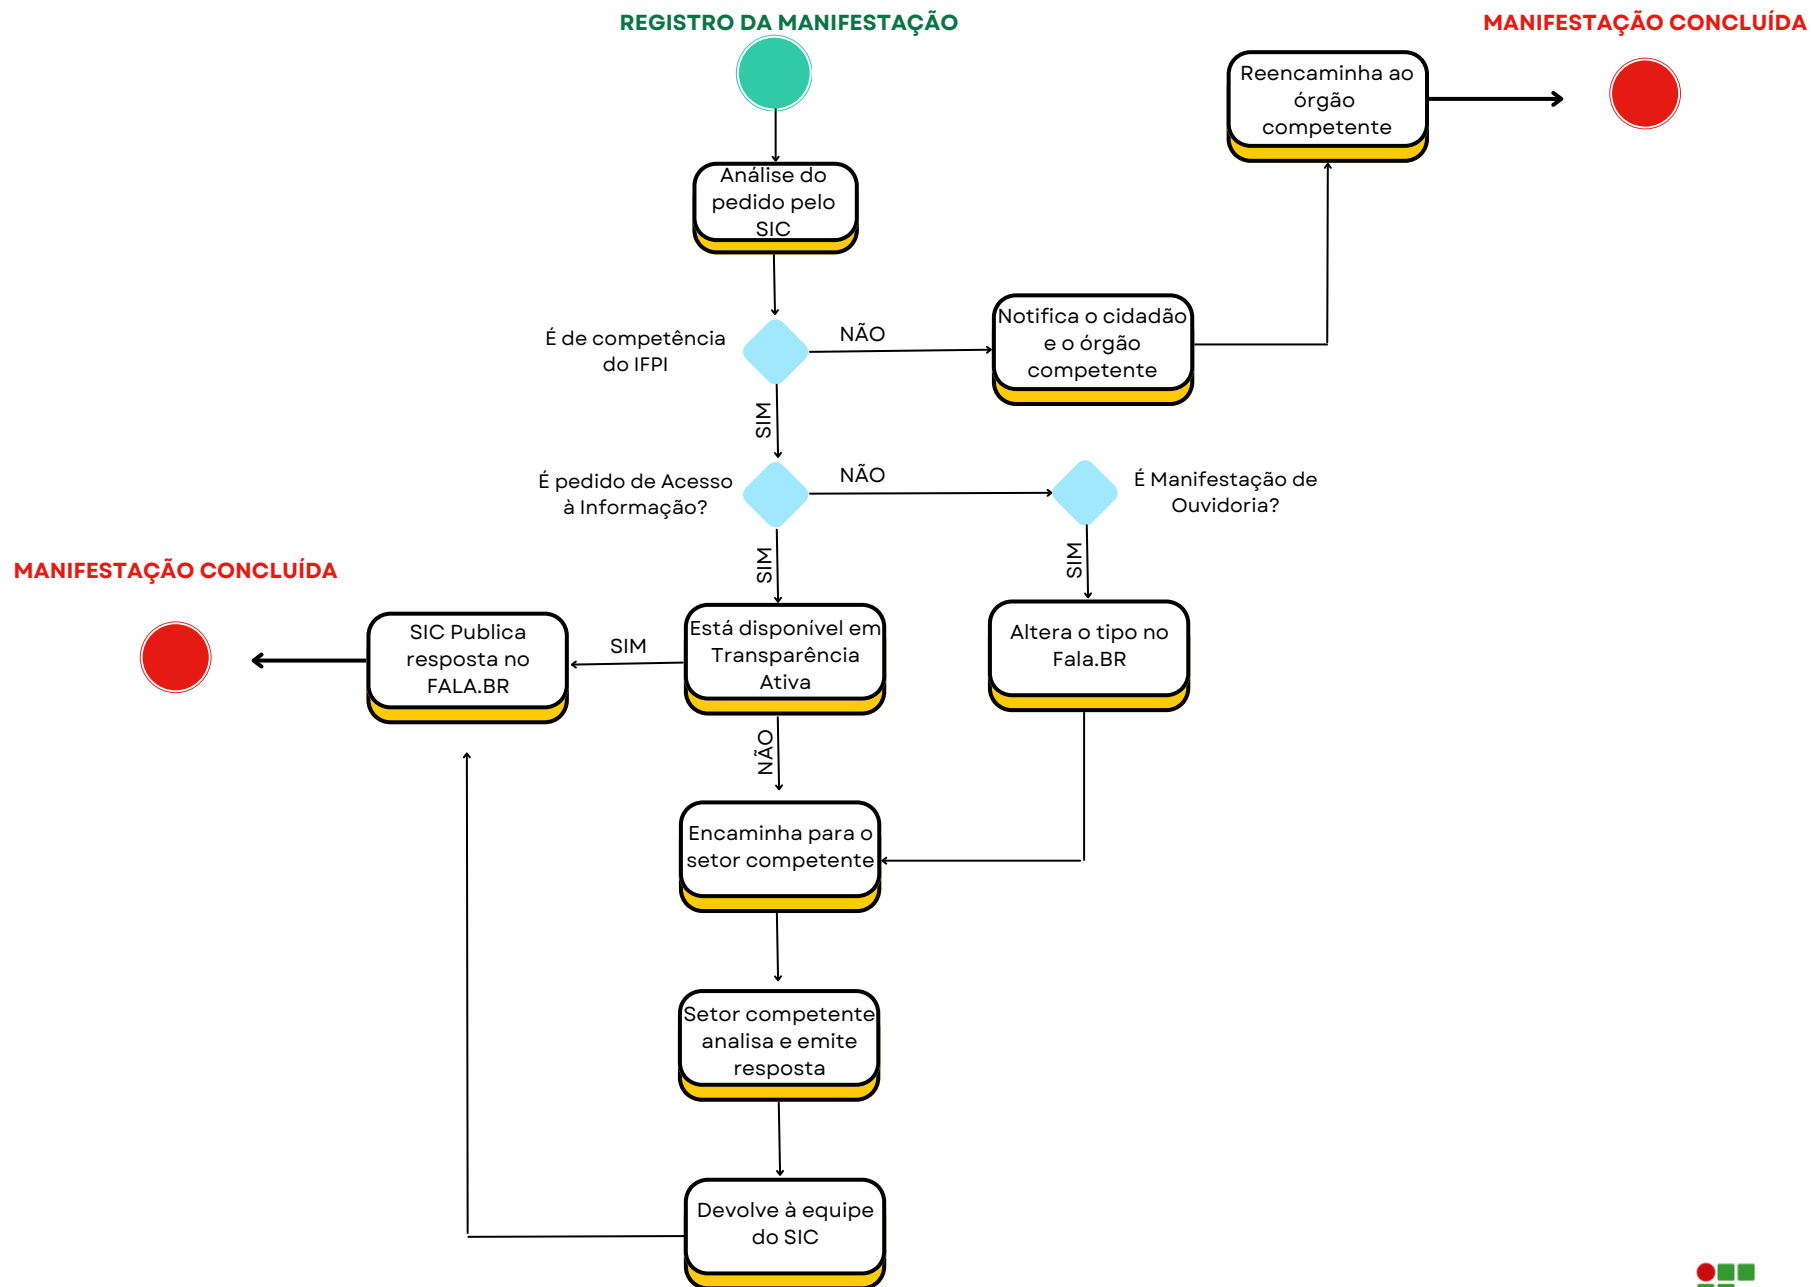 REGISTRO DA MANIFESTAÇÃO
MANIFESTAÇÃO CONCLUÍDA
Reencaminha ao
órgão
competente
Análise do
pedido pelo
SIC
É de competência
do IFPI
NÃO
Notifica o cidadão
e o órgão
competente
SIM
É pedido de Acesso
à Informação?
NÃO
É Manifestação de
Ouvidoria?
SIM
SIM
MANIFESTAÇÃO CONCLUÍDA
SIC Publica
resposta no
FALA.BR
SIM
Está disponível em
Transparência
Ativa
Altera o tipo no
Fala.BR
NÃO
Encaminha para o
setor competente
Setor competente
analisa e emite
resposta
Devolve à equipe
do SIC